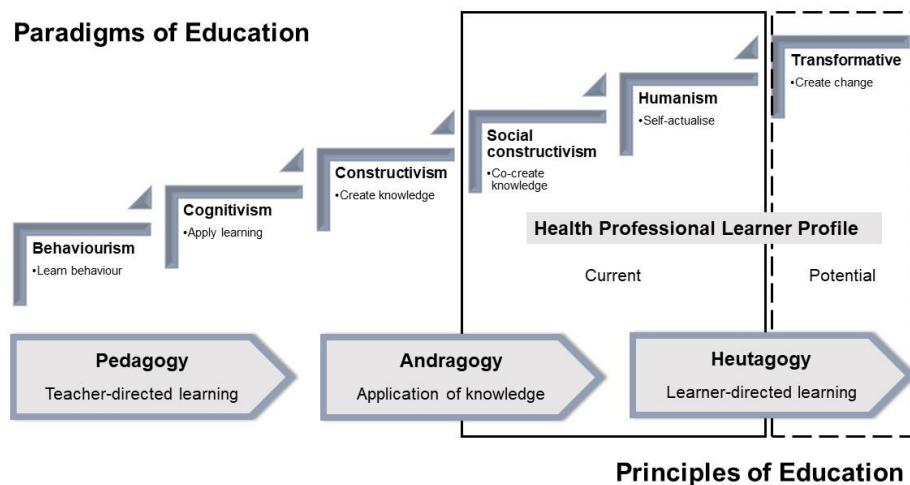 Paradigms of Education
Behaviourism
•Learn behaviour
Cognitivism
•Apply learning
Constructivism
•Create knowledge
Social
constructivism
•Co-create
knowledge
Humanism
•Self-actualise
Transformative
•Create change
Health Professional Learner Profile
Current
Potential
Pedagogy
Teacher-directed learning
Andragogy
Application of knowledge
Heutagogy
Learner-directed learning
Principles of Education